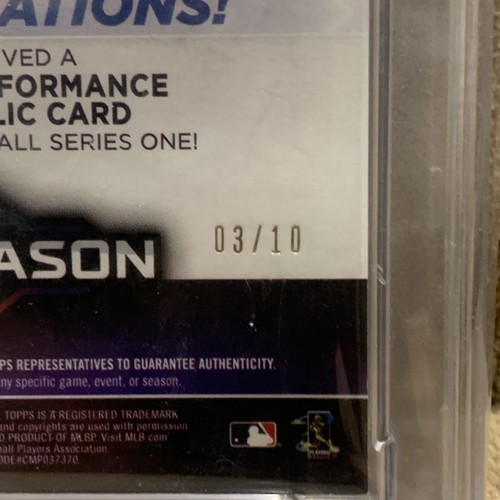 ATIONS!
VED A
FORMANCE
LIC CARD
ALL SERIES ONE!
03/10
ASON
PS REPRESENTATIVES TO GUARANTEE AUTHENTICITY.
ny specific game, event, or season.
TOPPS IS A REGISTERED TRADEMARK
and copyrights are used with permission
PRODUCT OF MLBP. Visit MLB.com
all Players Association.
ODE#CMP037370.